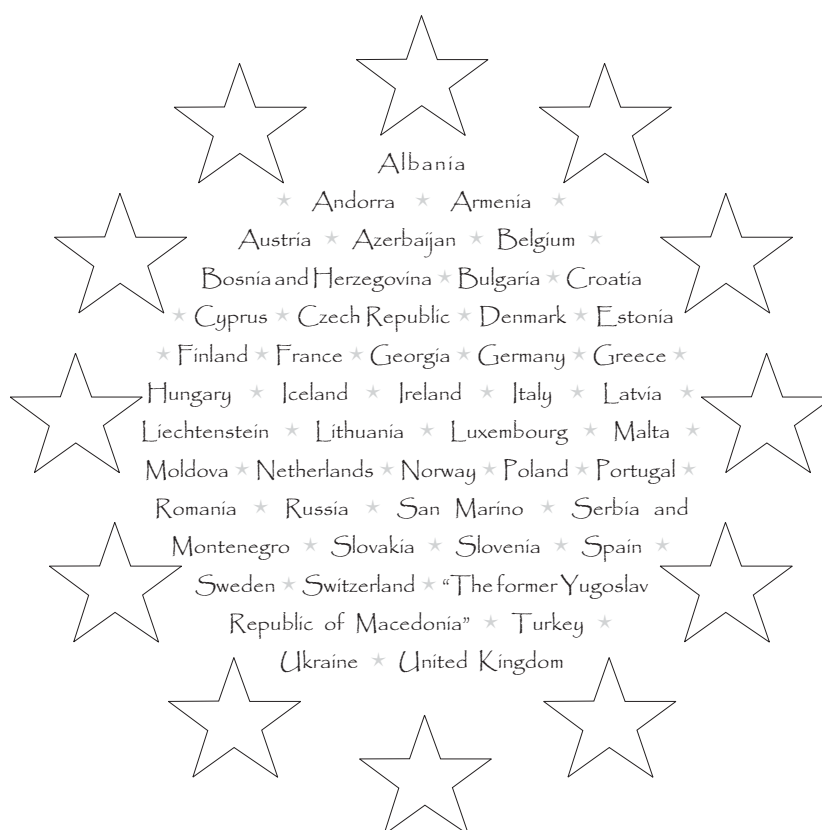 Albania
Andorra Armenia
Austria Azerbaijan Belgium
Bosnia and Herzegovina Bulgaria Croatia
Cyprus Czech Republic Denmark Estonia
Finland France Georgia Germany Greece
Hungary Iceland Ireland Italy Latvia
Liechtenstein Lithuania Luxembourg Malta
Moldova Netherlands Norway Poland Portugal
Romania Russia San Marino Serbia and
Montenegro Slovakia Slovenia Spain
Sweden Switzerland “The former Yugoslav
Republic of Macedonia” Turkey
Ukraine United Kingdom